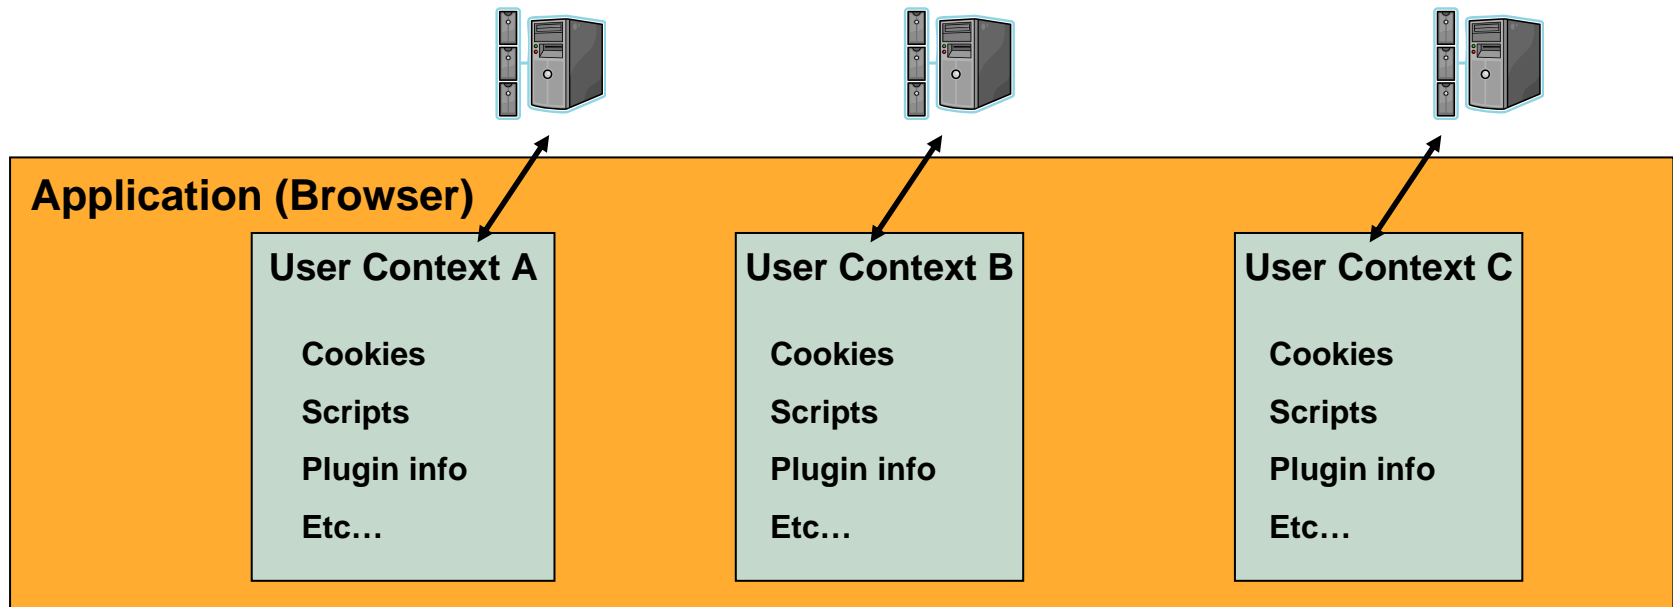 Application (Browser)
User Context A
Cookies
Scripts
Plugin info
Etc…
User Context B
Cookies
Scripts
Plugin info
Etc…
User Context C
Cookies
Scripts
Plugin info
Etc…